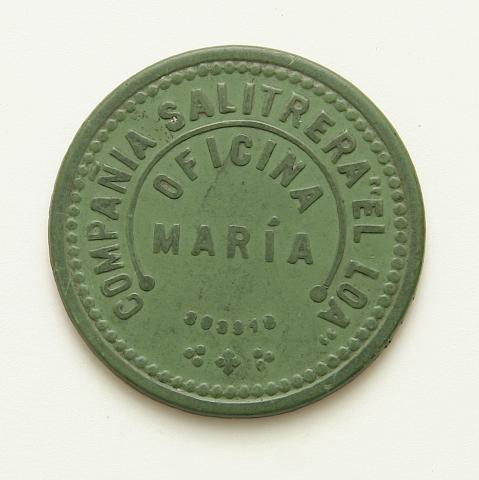 COMPAÑIA SALITRERA "EL LOA"
OFICINA
MARÍA